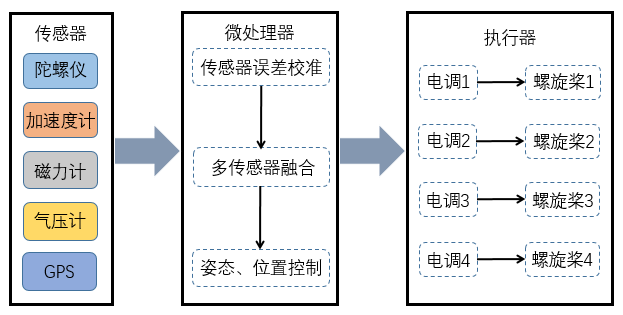 传感器
陀螺仪
加速度计
磁力计
气压计
GPS
微处理器
传感器误差校准
多传感器融合
姿态、位置控制
执行器
电调1
螺旋桨1
电调2
螺旋桨2
电调3
螺旋桨3
电调4
螺旋桨4